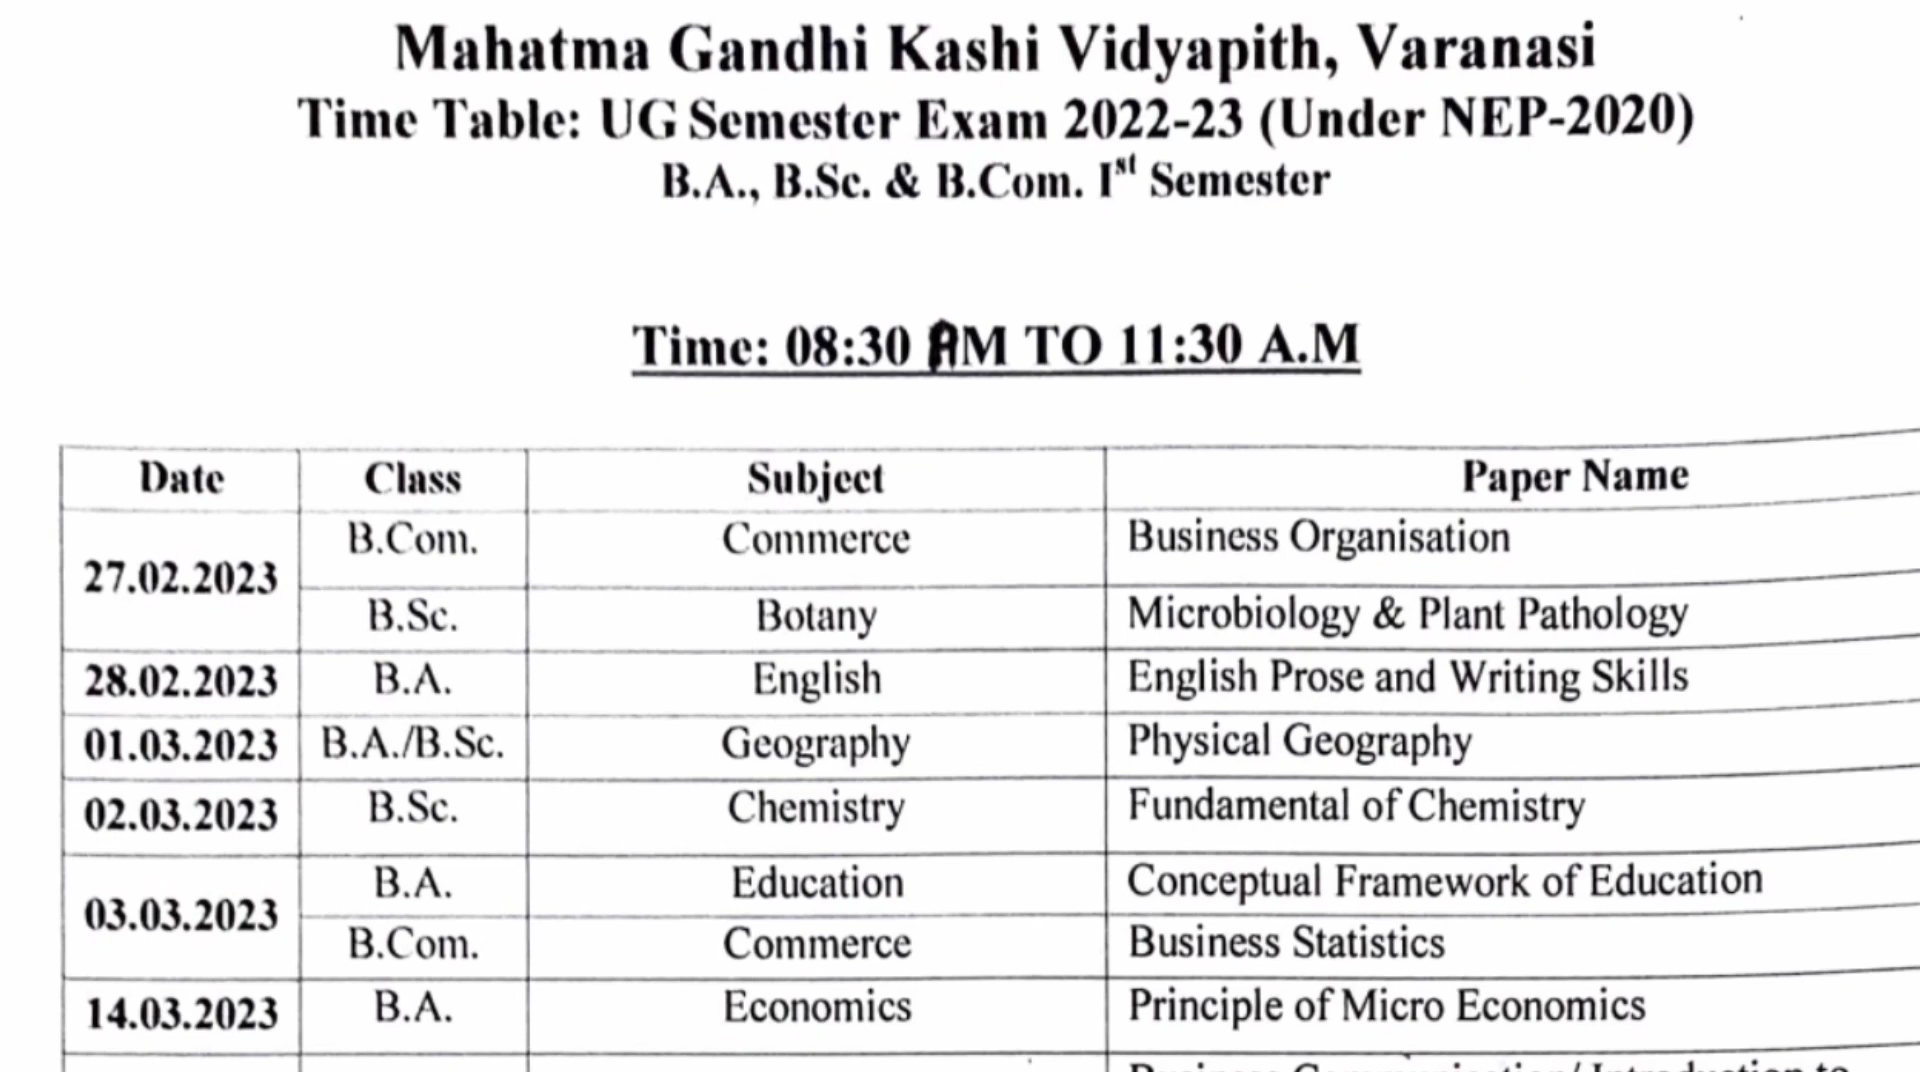 Mahatma Gandhi Kashi Vidyapith, Varanasi
Time Table: UG Semester Exam 2022-23 (Under NEP-2020)
B.A., B.Sc. & B.Com. Ist Semester
Time: 08:30 AM TO 11:30 A.M
Date Class Subject Paper Name
27.02.2023 B.Com. Commerce Business Organisation
B.Sc. Botany Microbiology & Plant Pathology
28.02.2023 B.A. English English Prose and Writing Skills
01.03.2023 B.A./B.Sc. Geography Physical Geography
02.03.2023 B.Sc. Chemistry Fundamental of Chemistry
03.03.2023 B.A. Education Conceptual Framework of Education
B.Com. Commerce Business Statistics
14.03.2023 B.A. Economics Principle of Micro Economics
Business Communication/ Introduction to